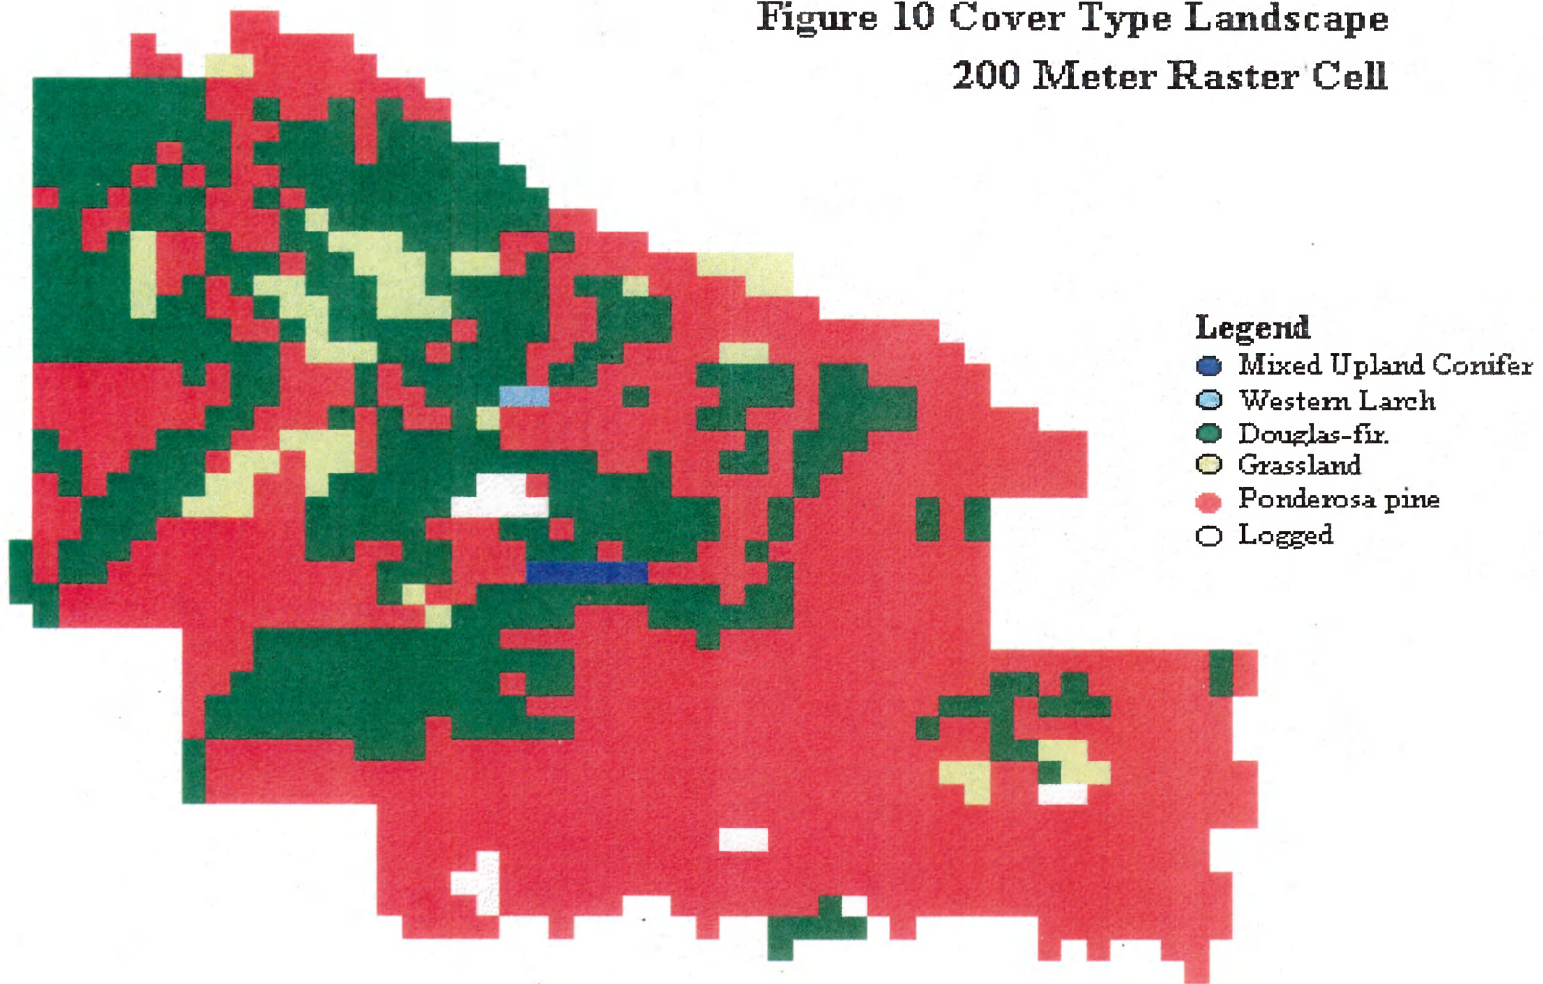 Figure 10 Cover Type Landscape
200 Meter Raster Cell
Legend
Mixed Upland Conifer
Western Larch
Douglas-fir.
Grassland
Ponderosa pine
Logged